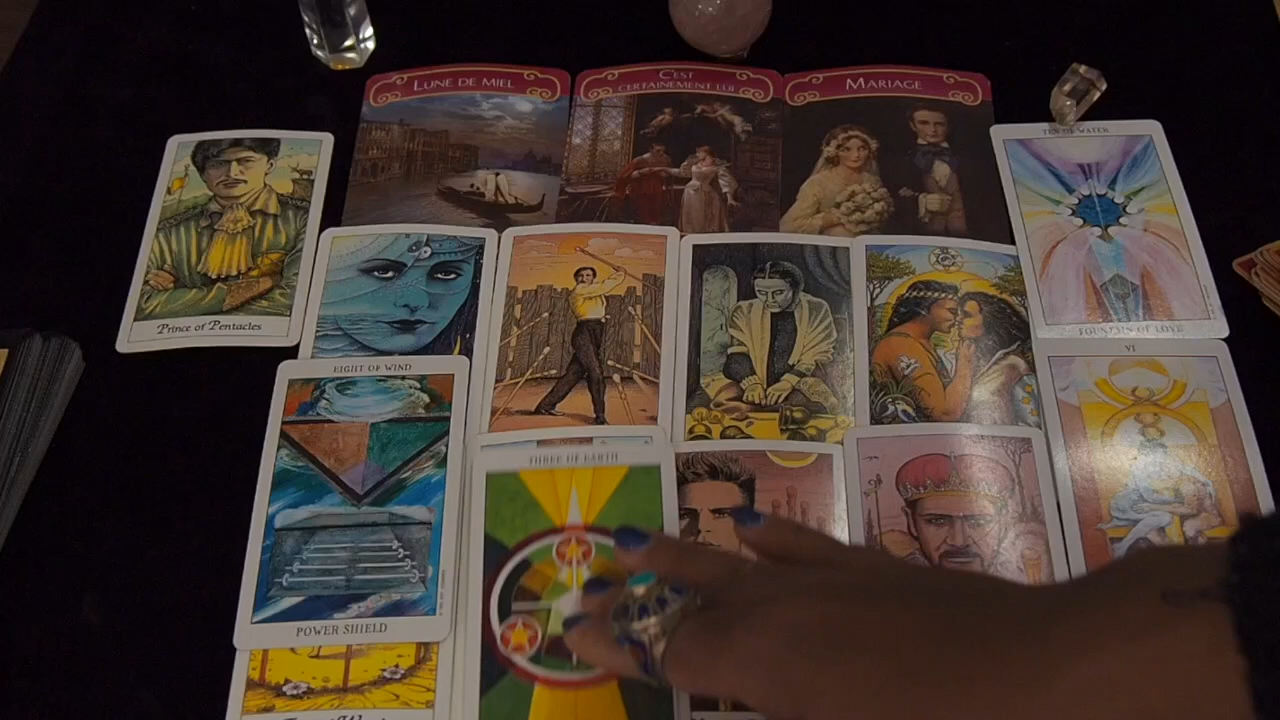 LUNE DE MIEL
C'EST
CERTAINEMENT LUI
MARIAGE
TEN OF WATER
Prince of Pentacles
II
FOUNTAIN OF LOVE
VI
EIGHT OF WIND
THREE OF EARTH
POWER SHIELD